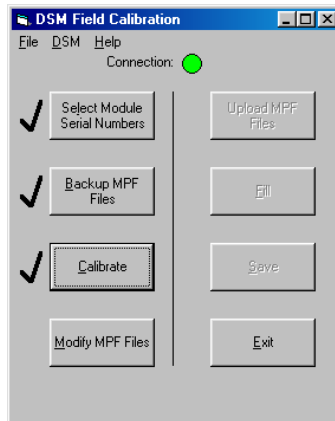 DSM Field Calibration
File DSM Help
Connection:
Select Module
Serial Numbers
Upload MPF
Files
Backup MPF
Files
Fill
Calibrate
Save
Modify MPF Files
Exit